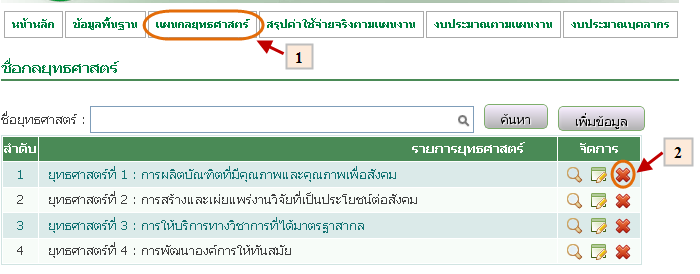 หน้าหลัก ข้อมูลพื้นฐาน แผนกลยุทธศาสตร์ สรุปค่าใช้จ่ายจริงตามแผนงาน งบประมาณตามแผนงาน งบประมาณบุคลากร
1
ชื่อกลยุทธศาสตร์
ชื่อยุทธศาสตร์ : ค้นหา เพิ่มข้อมูล
ลำดับ รายการยุทธศาสตร์ จัดการ 2
1 ยุทธศาสตร์ที่ 1 : การผลิตบัณฑิตที่มีคุณภาพและคุณภาพเพื่อสังคม
2 ยุทธศาสตร์ที่ 2 : การสร้างและเผยแพร่งานวิจัยที่เป็นประโยชน์ต่อสังคม
3 ยุทธศาสตร์ที่ 3 : การให้บริการทางวิชาการที่ได้มาตรฐาสากล
4 ยุทธศาสตร์ที่ 4 : การพัฒนาองค์การให้ทันสมัย